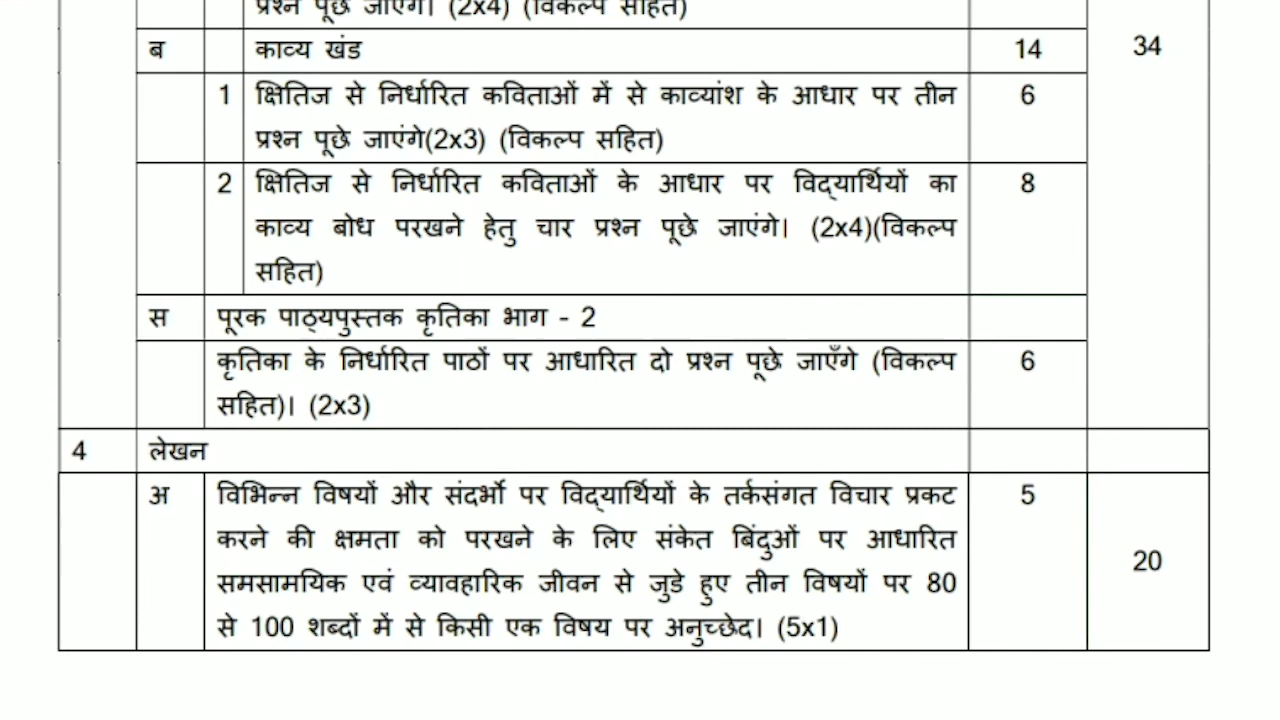 प्रश्न पूछे जाएंगे। (2x4) (विकल्प सहित)
ब काव्य खंड 14 34
1 क्षितिज से निर्धारित कविताओं में से काव्यांश के आधार पर तीन 6
प्रश्न पूछे जाएंगे(2x3) (विकल्प सहित)
2 क्षितिज से निर्धारित कविताओं के आधार पर विद्यार्थियों का 8
काव्य बोध परखने हेतु चार प्रश्न पूछे जाएंगे। (2x4)(विकल्प
सहित)
स पूरक पाठ्यपुस्तक कृतिका भाग - 2
कृतिका के निर्धारित पाठों पर आधारित दो प्रश्न पूछे जाएँगे (विकल्प 6
सहित)। (2x3)
4 लेखन
अ विभिन्न विषयों और संदर्भो पर विद्यार्थियों के तर्कसंगत विचार प्रकट 5
करने की क्षमता को परखने के लिए संकेत बिंदुओं पर आधारित 20
समसामयिक एवं व्यावहारिक जीवन से जुडे हुए तीन विषयों पर 80
से 100 शब्दों में से किसी एक विषय पर अनुच्छेद। (5x1)